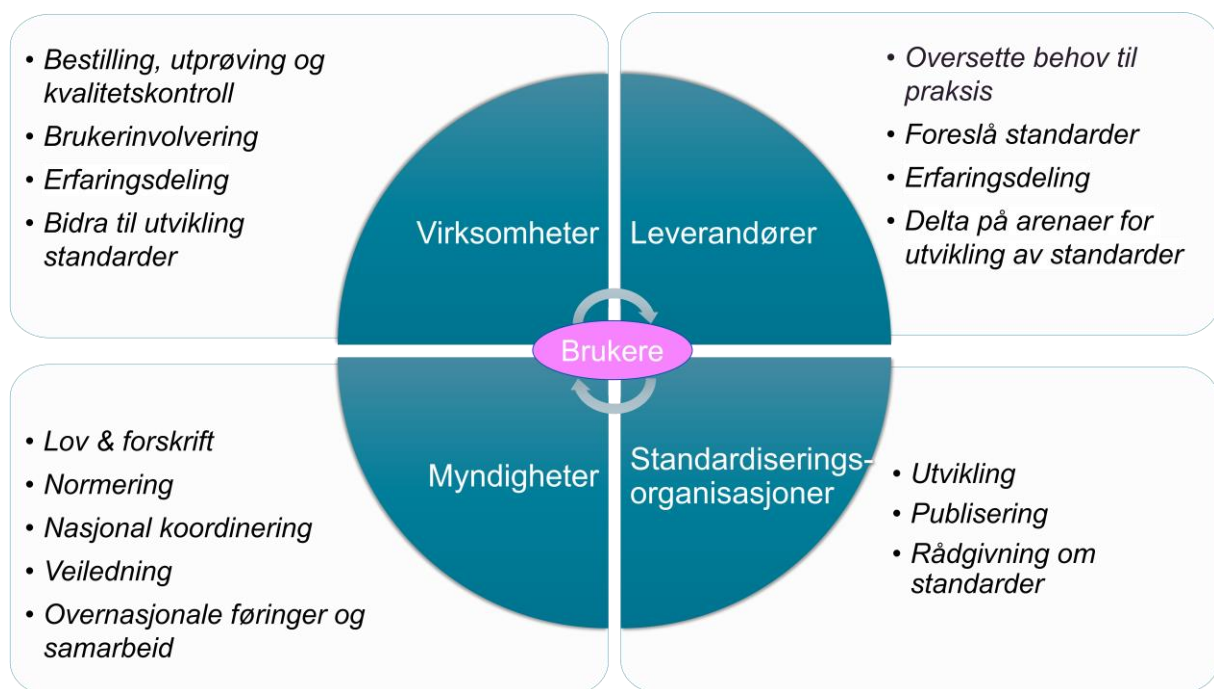 • Bestilling, utprøving og
kvalitetskontroll
• Brukerinvolvering
• Erfaringsdeling
• Bidra til utvikling
standarder
Virksomheter
• Oversette behov til
praksis
• Foreslå standarder
• Erfaringsdeling
• Delta på arenaer for
utvikling av standarder
Leverandører
Brukere
• Lov & forskrift
• Normering
• Nasjonal koordinering
• Veiledning
• Overnasjonale føringer og
samarbeid
Myndigheter
Standardiserings-
organisasjoner
• Utvikling
• Publisering
• Rådgivning om
standarder